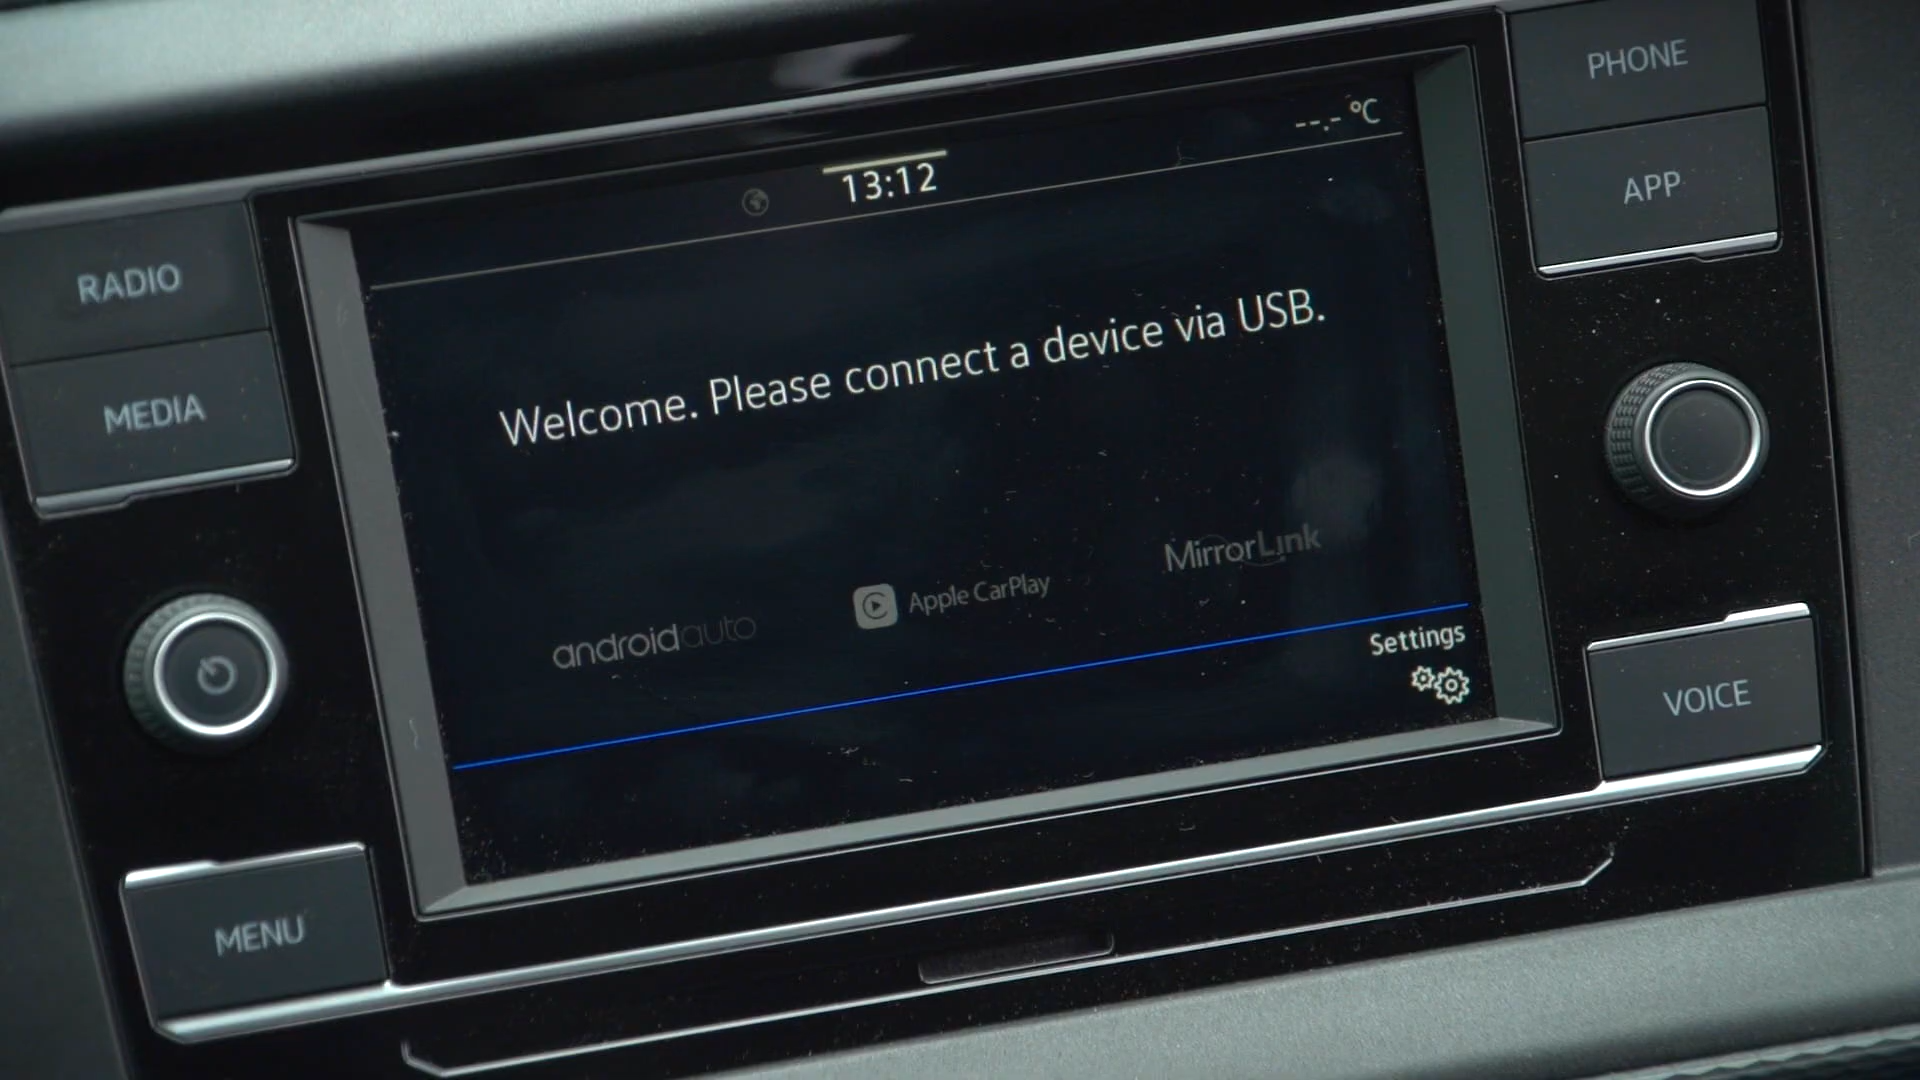 PHONE
APP
--.- °C
13:12
RADIO
MEDIA
Welcome. Please connect a device via USB.
androidauto
Apple CarPlay
MirrorLink
Settings
VOICE
MENU